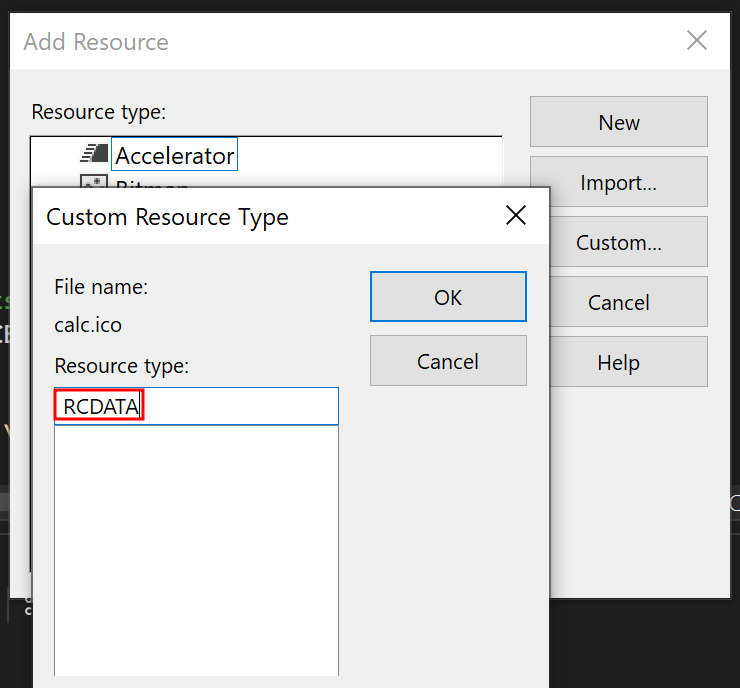 Add Resource
Resource type:
Accelerator
Bitmap
New
Import...
Custom...
Cancel
Help
Custom Resource Type
File name:
calc.ico
Resource type:
RCDATA
OK
Cancel